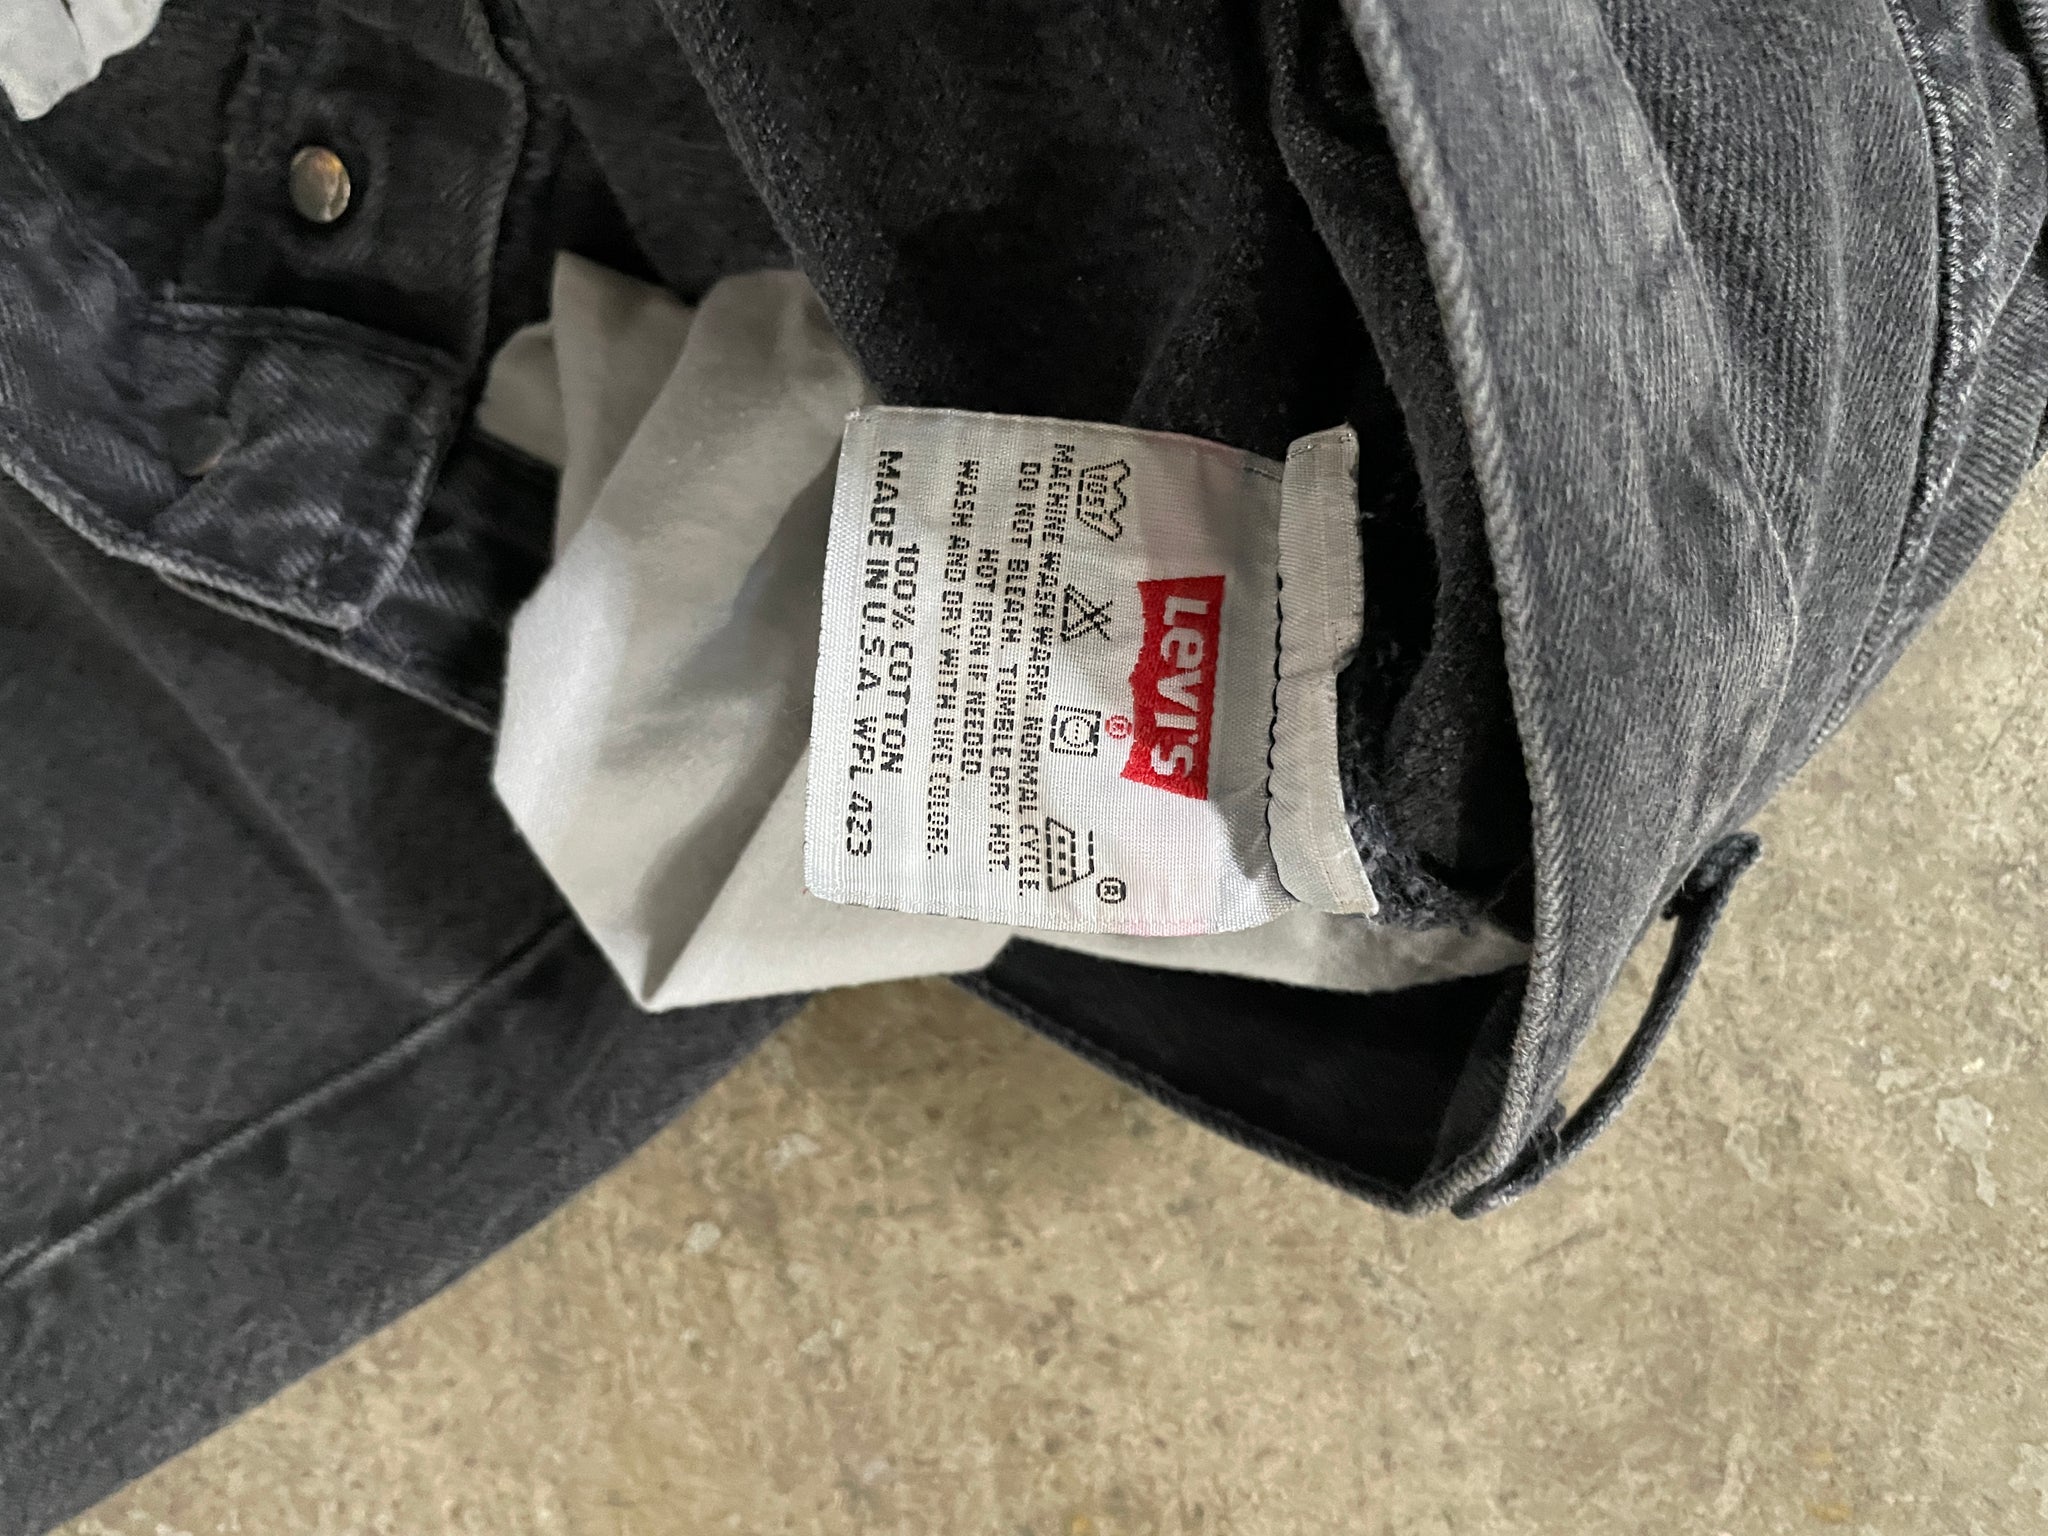 LEVI'S®
105F ®
MACHINE WASH WARM. NORMAL CYCLE.
DO NOT BLEACH. TUMBLE DRY HOT.
HOT IRON IF NEEDED.
WASH AND DRY WITH LIKE COLORS.
100% COTTON
MADE IN U.S.A. WPL 423